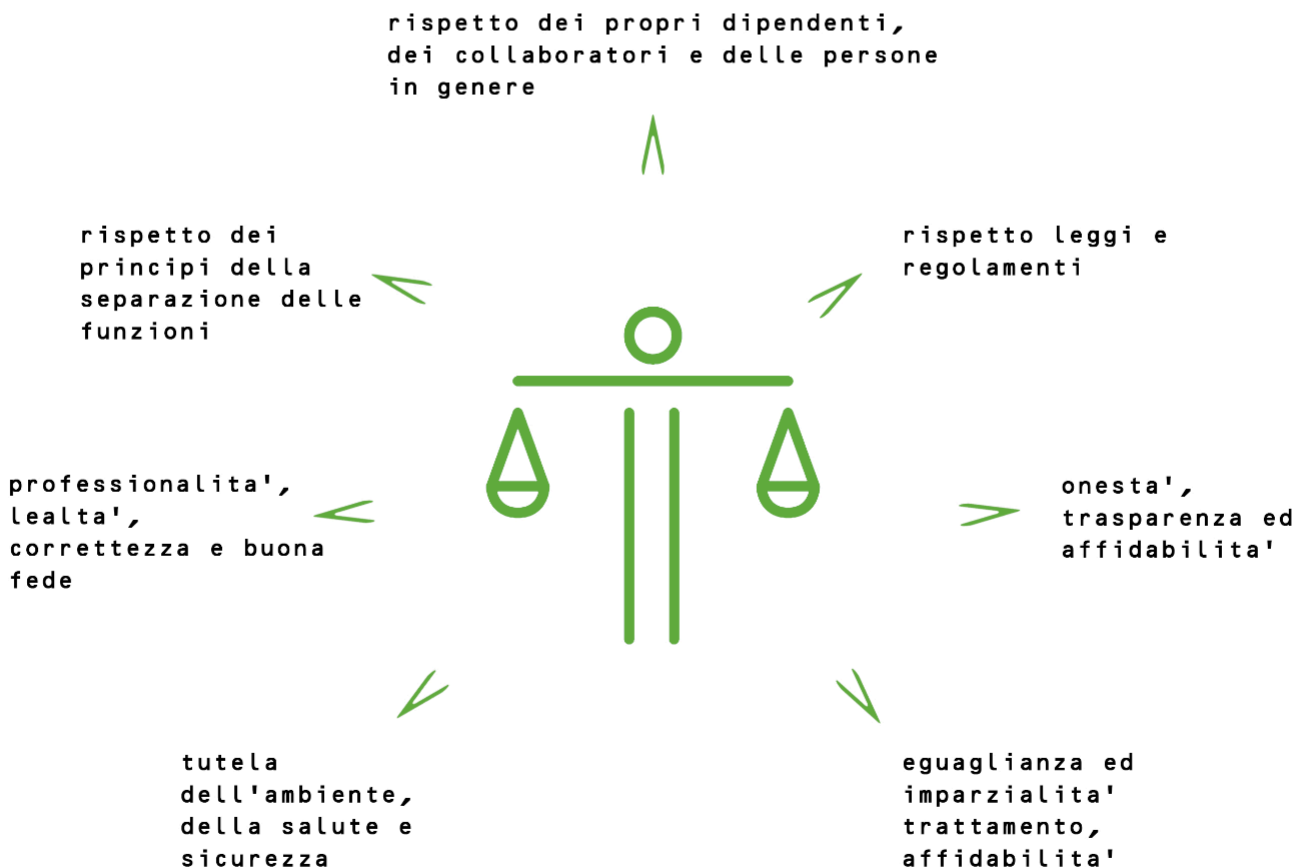 rispetto dei propri dipendenti,
dei collaboratori e delle persone
in genere
rispetto dei
principi della
separazione delle
funzioni
rispetto leggi e
regolamenti
professionalita',
lealta',
correttezza e buona
fede
onesta',
trasparenza ed
affidabilita'
tutela
dell'ambiente,
della salute e
sicurezza
eguaglianza ed
imparzialita'
trattamento,
affidabilita'